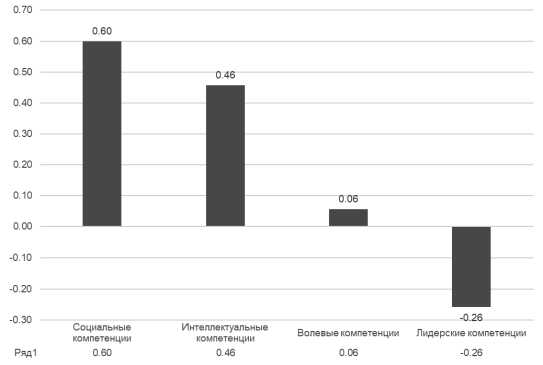 0.70
0.60
0.50
0.40
0.30
0.20
0.10
0.00
-0.10
-0.20
-0.30
0.60
0.46
0.06
-0.26
Социальные
компетенции
Интеллектуальные
компетенции
Волевые компетенции
Лидерские компетенции
Ряд1 0.60 0.46 0.06 -0.26